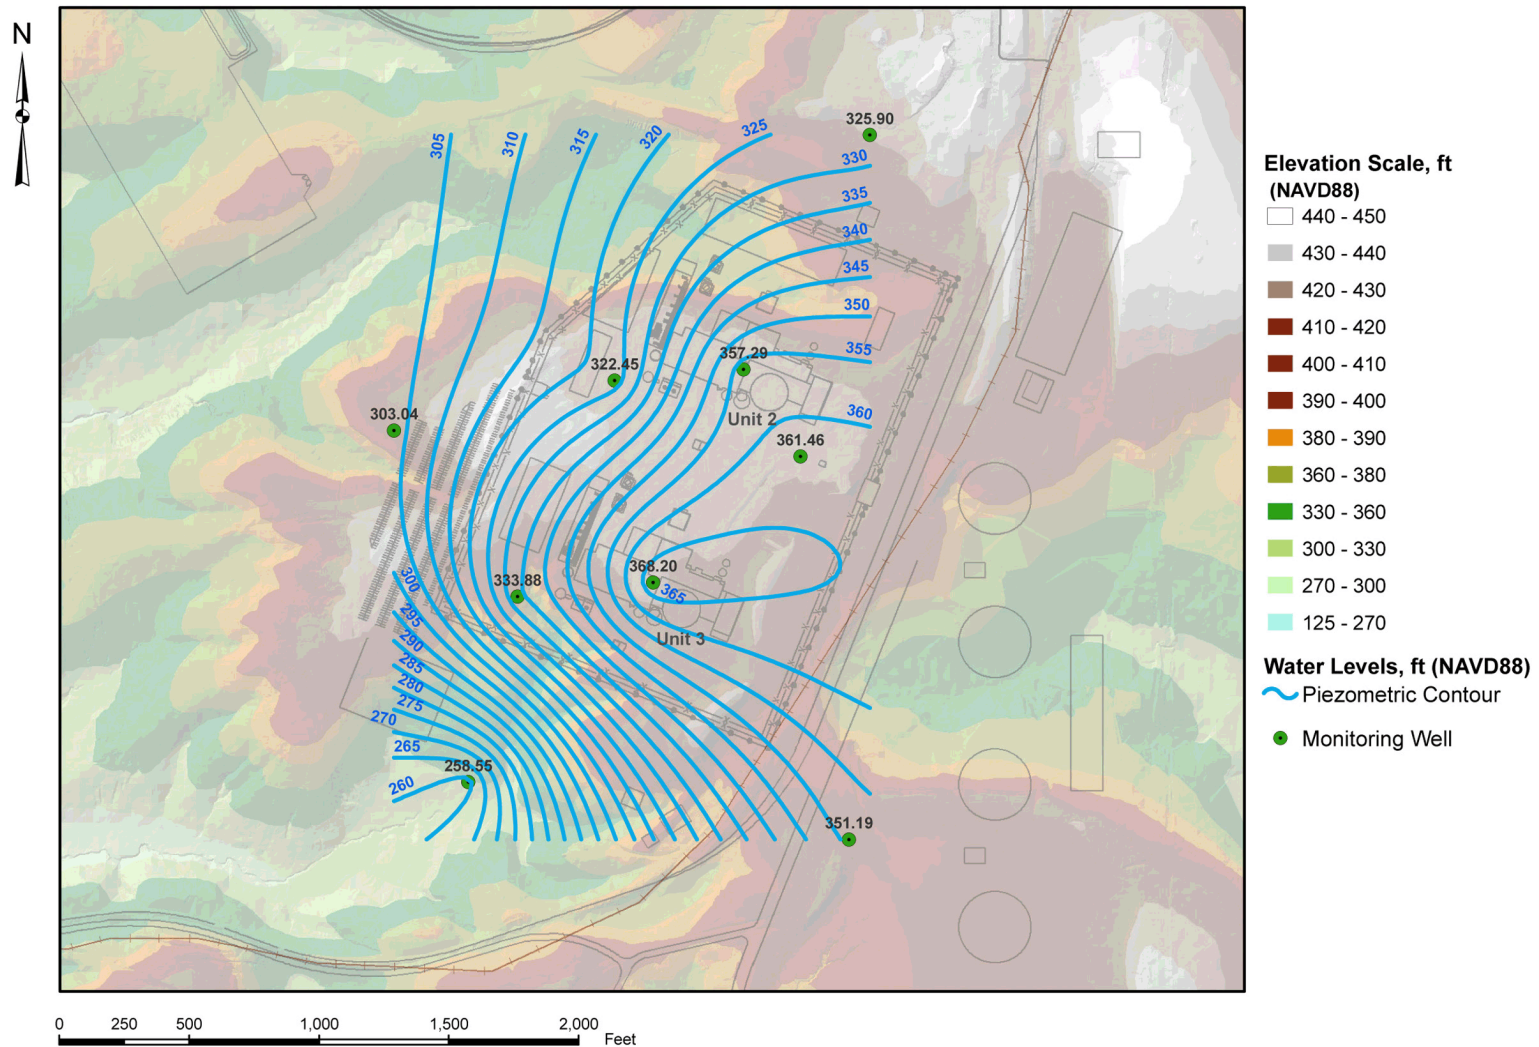 N
325.90
305
310
315
320
325
330
335
340
345
350
355
357.29
322.45
303.04
Unit 2
360
361.46
368.20
365
333.88
Unit 3
300
295
290
285
280
275
270
265
258.55
260
351.19
Elevation Scale, ft
(NAVD88)
440 - 450
430 - 440
420 - 430
410 - 420
400 - 410
390 - 400
380 - 390
360 - 380
330 - 360
300 - 330
270 - 300
125 - 270
Water Levels, ft (NAVD88)
Piezometric Contour
Monitoring Well
0 250 500 1,000 1,500 2,000
Feet